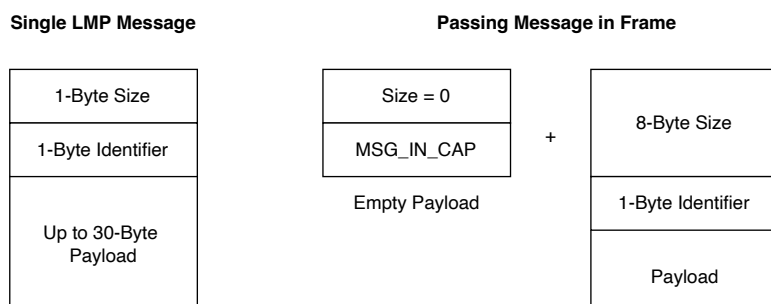 Single LMP Message
1-Byte Size
1-Byte Identifier
Up to 30-Byte
Payload
Passing Message in Frame
Size = 0
MSG_IN_CAP
Empty Payload
+
8-Byte Size
1-Byte Identifier
Payload